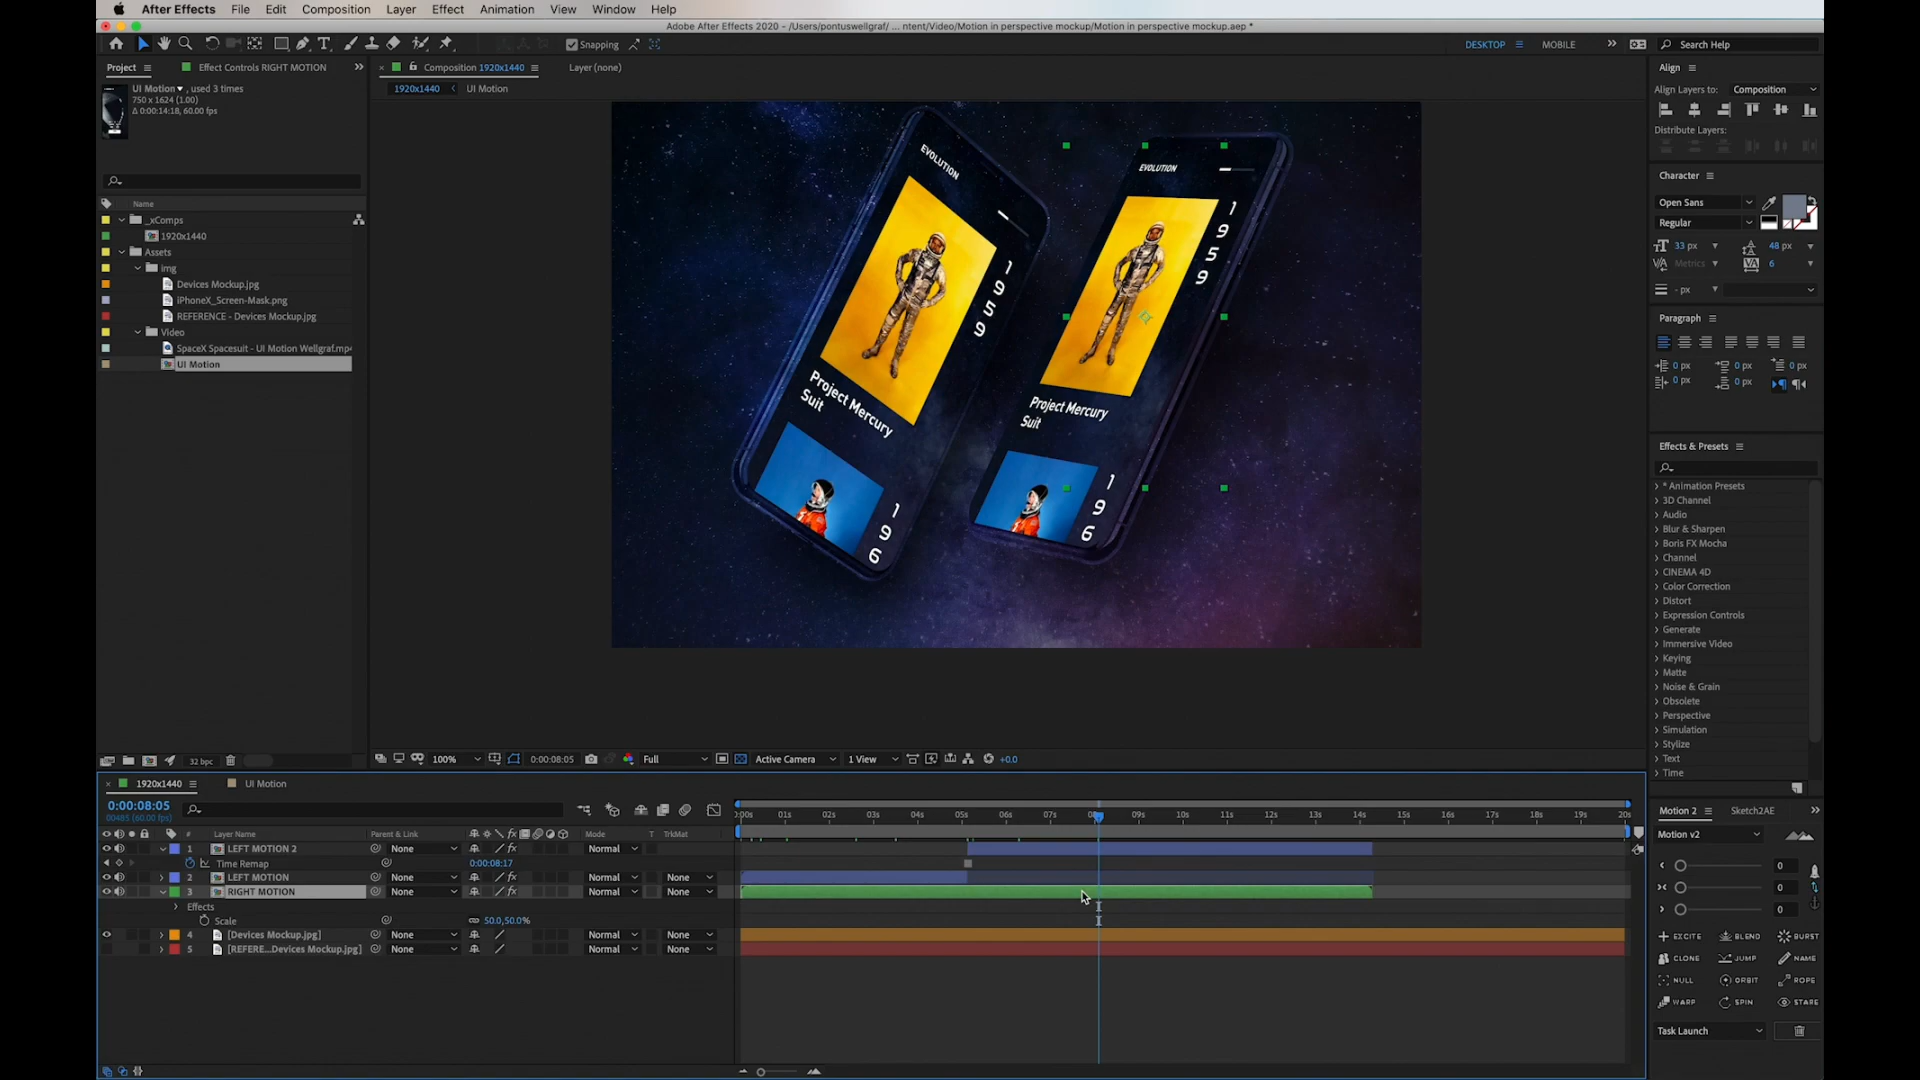 After Effects File Edit Composition Layer Effect Animation View Window Help
Adobe After Effects 2020 - /Users/pontuswellgraf/ ... ntent/Video/Motion in perspective mockup/Motion in perspective mockup.aep *
Snapping
DESKTOP
MOBILE
Search Help
Project
Effect Controls RIGHT MOTION
Composition 1920x1440
Layer (none)
1920x1440
UI Motion
UI Motion , used 3 times
750 x 1624 (1.00)
Δ 0:00:14:18, 60.00 fps
Name
_xComps
1920x1440
Assets
img
Devices Mockup.jpg
iPhoneX_Screen-Mask.png
REFERENCE - Devices Mockup.jpg
Video
SpaceX Spacesuit - UI Motion Wellgraf.mp4
UI Motion
32 bpc
EVOLUTION
1
9
5
9
Project Mercury
Suit
1
9
6
EVOLUTION
1
9
5
9
Project Mercury
Suit
1
9
6
100%
0:00:08:05
Full
Active Camera
1 View
+0.0
Align
Align Layers to: Composition
Distribute Layers:
Character
Open Sans
Regular
33 px
48 px
Metrics
6
- px
Paragraph
0 px
0 px
0 px
0 px
0 px
Effects & Presets
* Animation Presets
3D Channel
Audio
Blur & Sharpen
Boris FX Mocha
Channel
CINEMA 4D
Color Correction
Distort
Expression Controls
Generate
Immersive Video
Keying
Matte
Noise & Grain
Obsolete
Perspective
Simulation
Stylize
Text
Time
1920x1440
UI Motion
0:00:08:05
00485 (60.00 fps)
:00s 01s 02s 03s 04s 05s 06s 07s 09s 10s 11s 12s 13s 14s 15s 16s 17s 18s 19s 20s
# Layer Name Parent & Link Mode T TrkMat
1 LEFT MOTION 2 None Normal
Time Remap 0:00:08:17
2 LEFT MOTION None Normal None
3 RIGHT MOTION None Normal None
Effects
Scale 50.0,50.0%
4 [Devices Mockup.jpg] None Normal None
5 [REFERE...Devices Mockup.jpg] None Normal None
Motion 2
Sketch2AE
Motion v2
0
0
0
EXCITE BLEND BURST
CLONE JUMP NAME
NULL ORBIT ROPE
WARP SPIN STARE
Task Launch